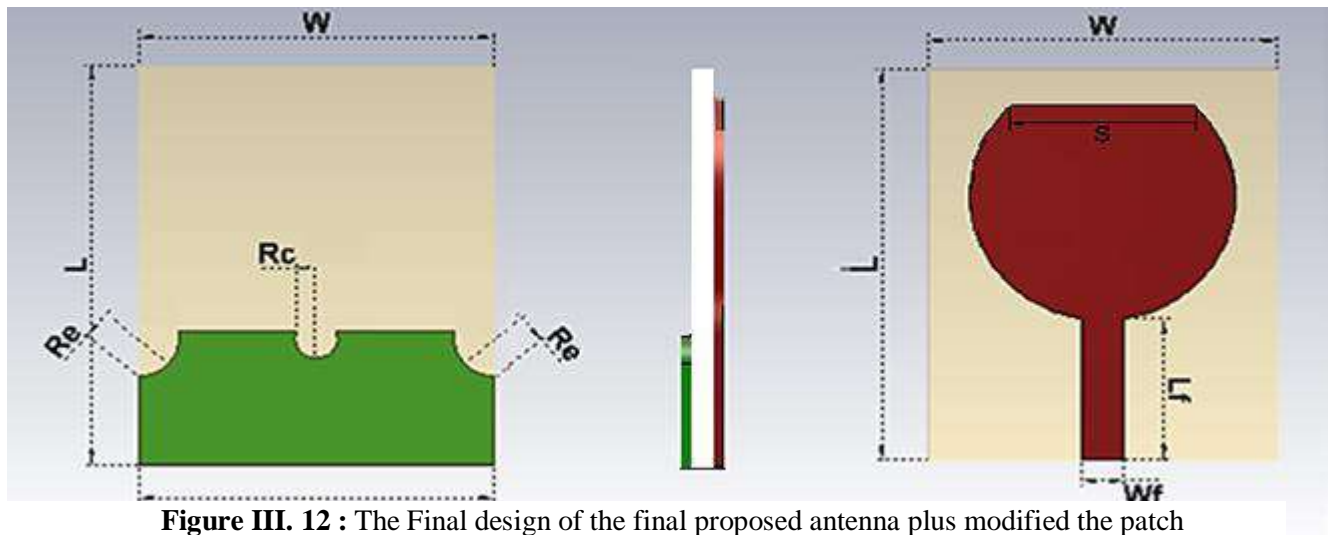 W
L
Rc
Re
Re
W
L
s
Lf
Wf
Figure III. 12 : The Final design of the final proposed antenna plus modified the patch